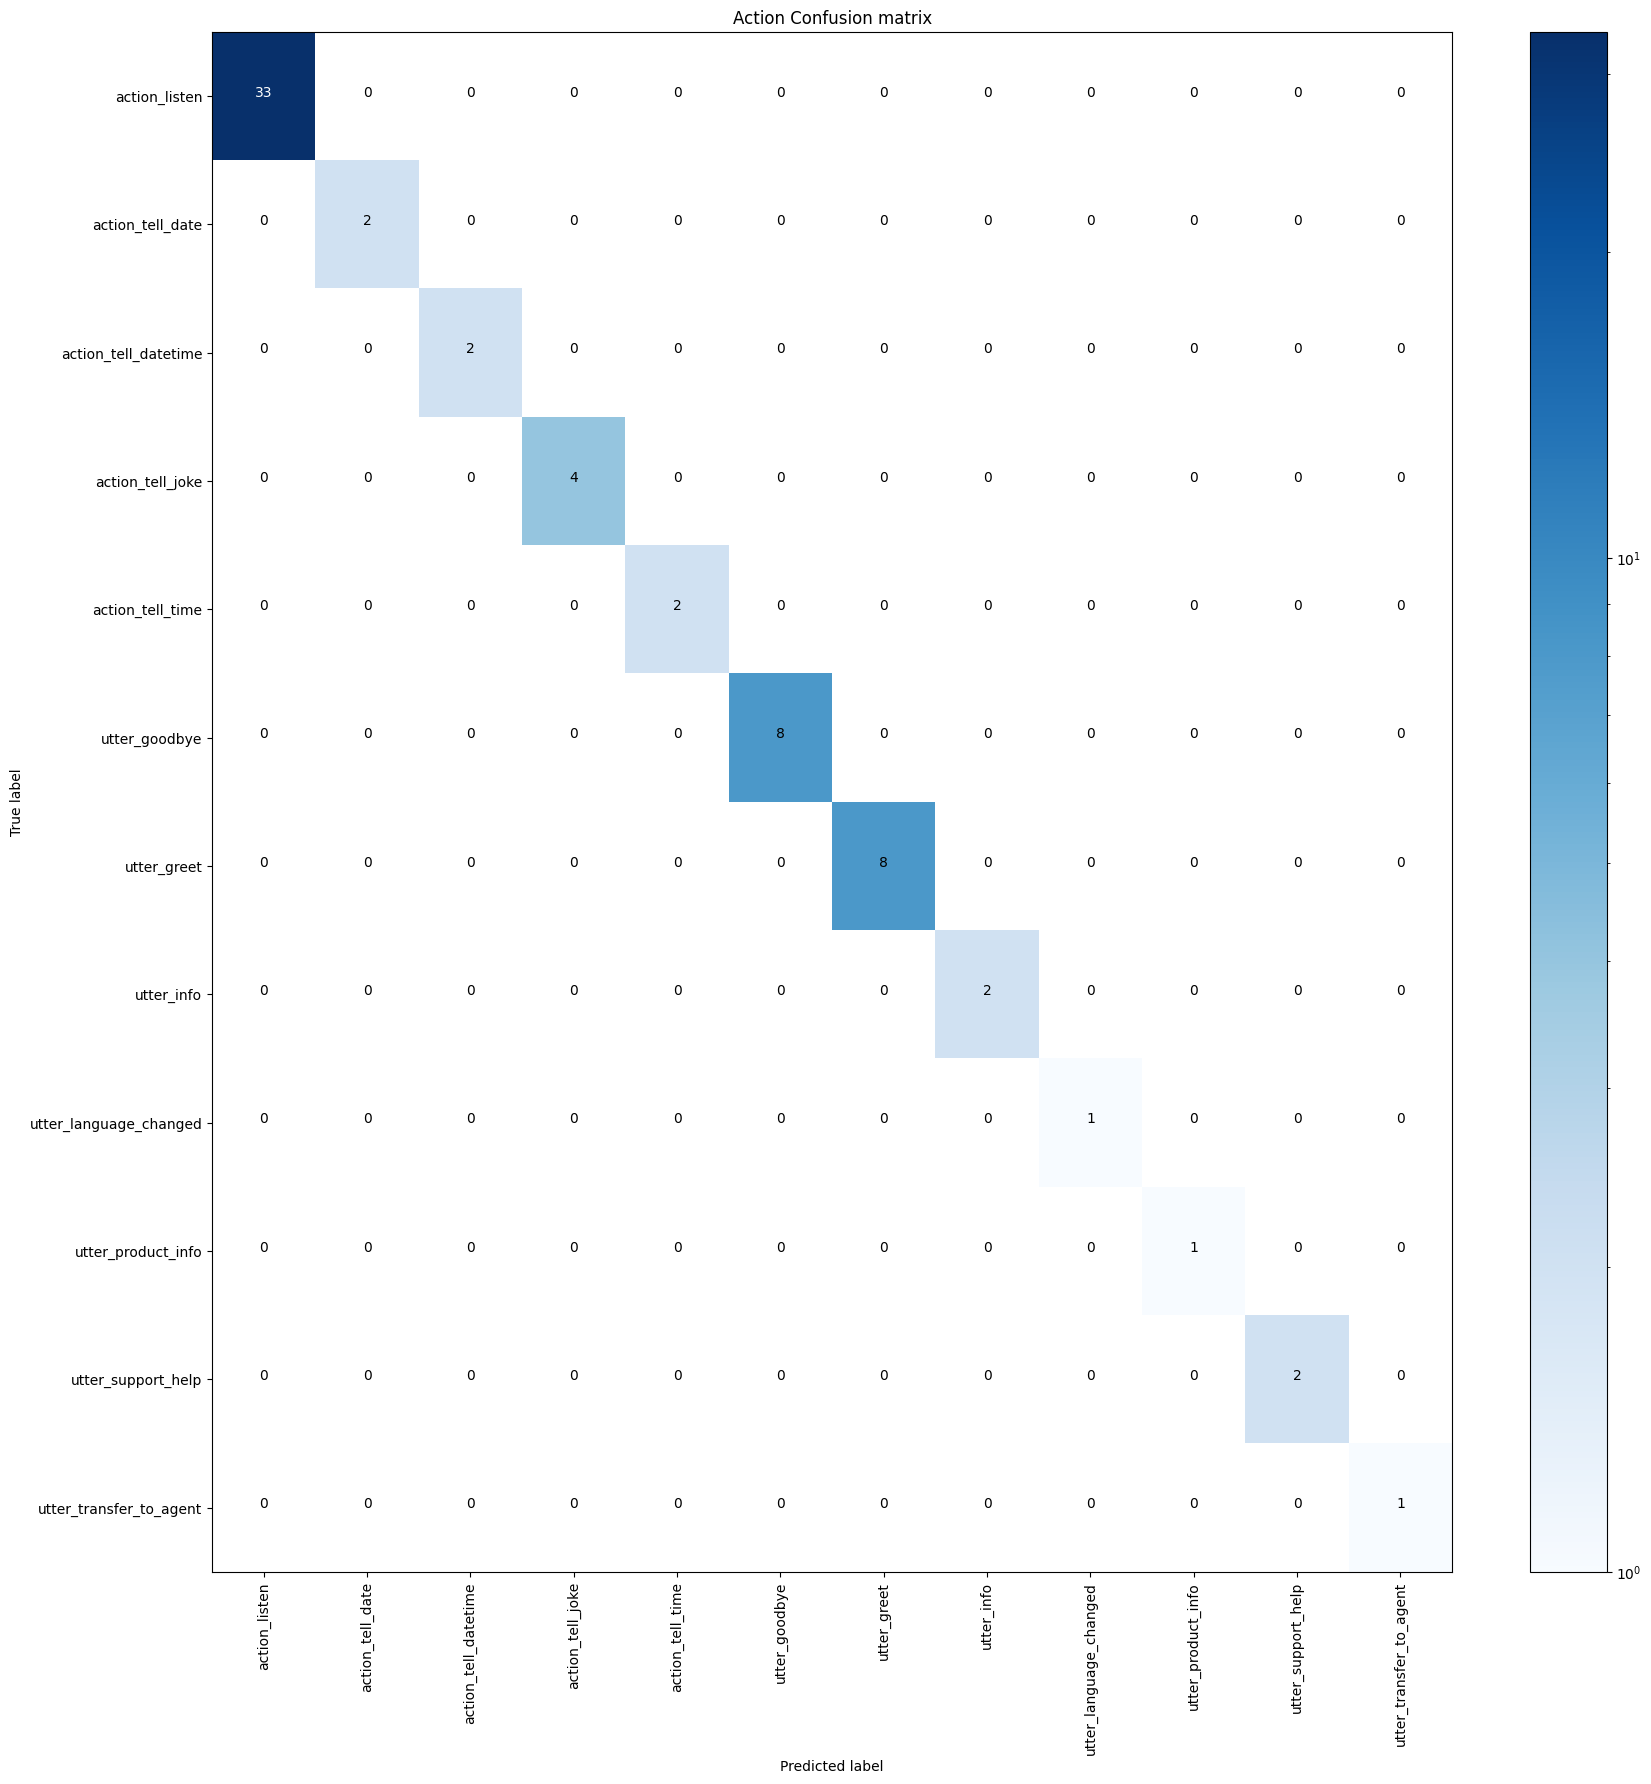 Action Confusion matrix
action_listen 33 0 0 0 0 0 0 0 0 0 0 0
action_tell_date 0 2 0 0 0 0 0 0 0 0 0 0
action_tell_datetime 0 0 2 0 0 0 0 0 0 0 0 0
action_tell_joke 0 0 0 4 0 0 0 0 0 0 0 0
action_tell_time 0 0 0 0 2 0 0 0 0 0 0 0
utter_goodbye 0 0 0 0 0 8 0 0 0 0 0 0
utter_greet 0 0 0 0 0 0 8 0 0 0 0 0
utter_info 0 0 0 0 0 0 0 2 0 0 0 0
utter_language_changed 0 0 0 0 0 0 0 0 1 0 0 0
utter_product_info 0 0 0 0 0 0 0 0 0 1 0 0
utter_support_help 0 0 0 0 0 0 0 0 0 0 2 0
utter_transfer_to_agent 0 0 0 0 0 0 0 0 0 0 0 1
True label
action_listen
action_tell_date
action_tell_datetime
action_tell_joke
action_tell_time
utter_goodbye
utter_greet
utter_info
utter_language_changed
utter_product_info
utter_support_help
utter_transfer_to_agent
Predicted label
10¹
10⁰